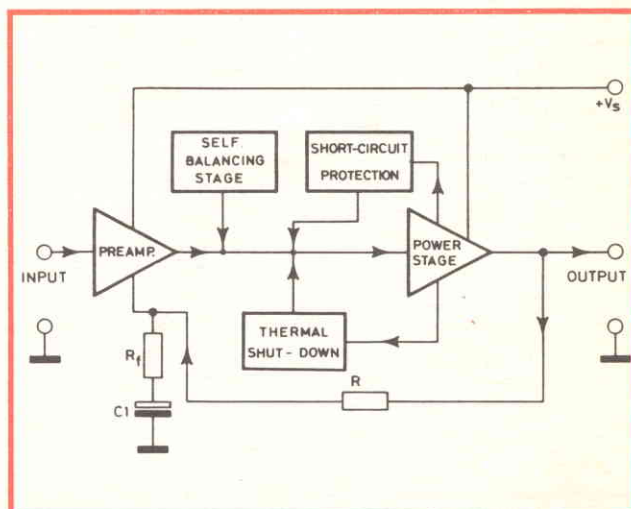 +Vs
SELF.
BALANCING
STAGE
SHORT-CIRCUIT
PROTECTION
PREAMP.
POWER
STAGE
INPUT
OUTPUT
THERMAL
SHUT-DOWN
Rf
R
C1